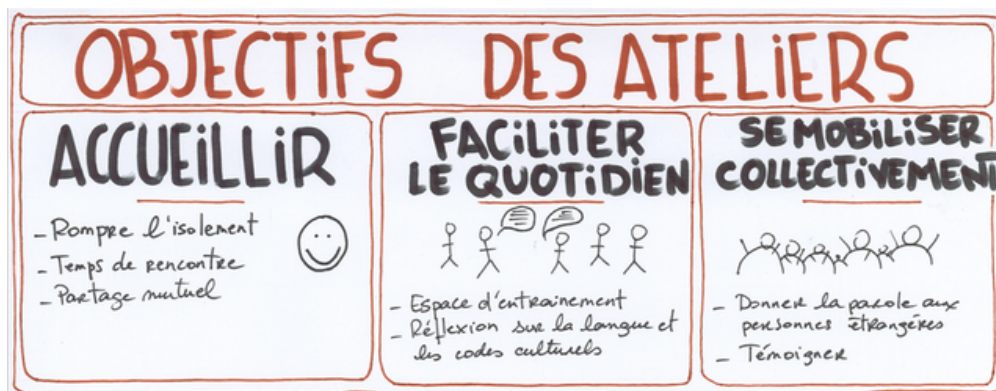 OBJECTIFS DES ATELIERS
ACCUEILLIR
- Rompre l'isolement
- Temps de rencontre
- Partage mutuel
FACILITER
LE QUOTIDIEN
- Espace d'entrainement
- Réflexion sur la langue et
les codes culturels
SE MOBILISER
COLLECTIVEMENT
- Donner la parole aux
personnes étrangères
- Témoigner